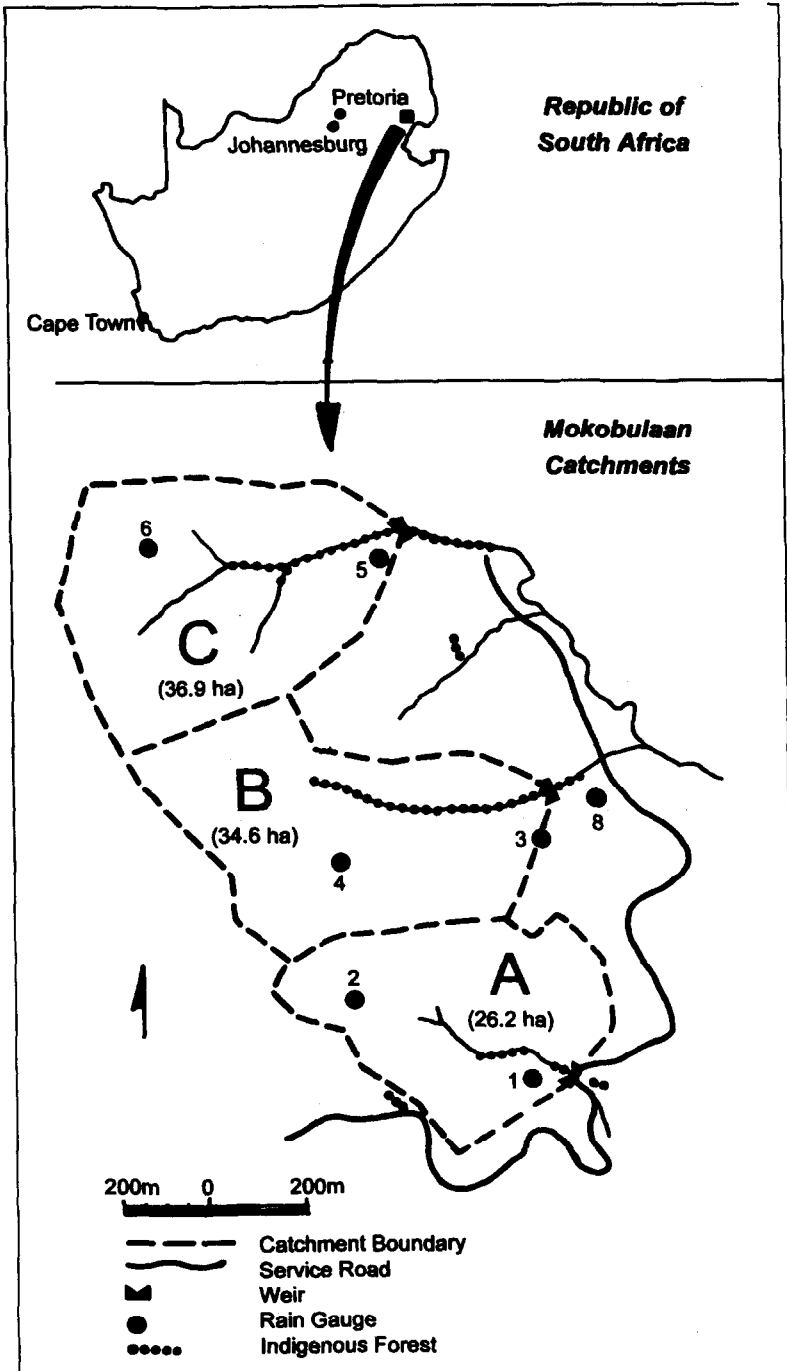 Republic of
South Africa
Pretoria
Johannesburg
Cape Town
Mokobulaan
Catchments
6
5
C
(36.9 ha)
B
(34.6 ha)
8
3
4
2
A
(26.2 ha)
1
200m 0 200m
Catchment Boundary
Service Road
Weir
Rain Gauge
Indigenous Forest